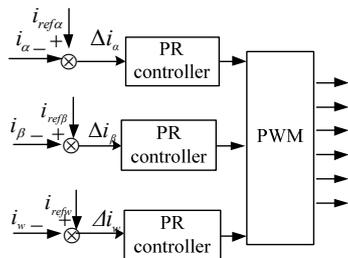 i_refα
i_α − + Δi_α PR controller
i_refβ
i_β − + Δi_β PR controller
PWM
i_refw
i_w − + Δi_w PR controller